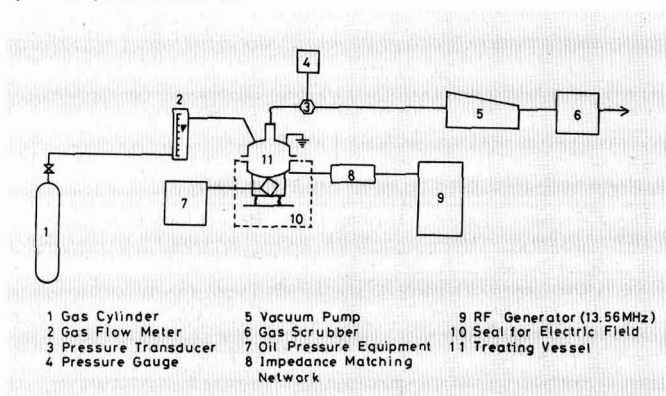 4
2
3
5
6
11
8
7
9
10
1
1 Gas Cylinder
2 Gas Flow Meter
3 Pressure Transducer
4 Pressure Gauge
5 Vacuum Pump
6 Gas Scrubber
7 Oil Pressure Equipment
8 Impedance Matching
Network
9 RF Generator (13.56MHz)
10 Seal for Electric Field
11 Treating Vessel